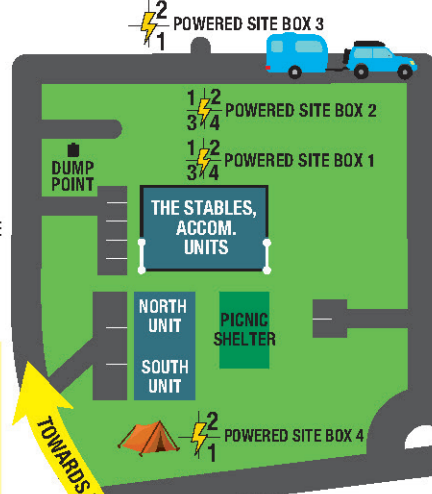 2
1
POWERED SITE BOX 3
1 2
3 4
POWERED SITE BOX 2
1 2
3 4
POWERED SITE BOX 1
DUMP
POINT
THE STABLES,
ACCOM.
UNITS
E
NORTH
UNIT
SOUTH
UNIT
PICNIC
SHELTER
2
1
POWERED SITE BOX 4
TOWARDS